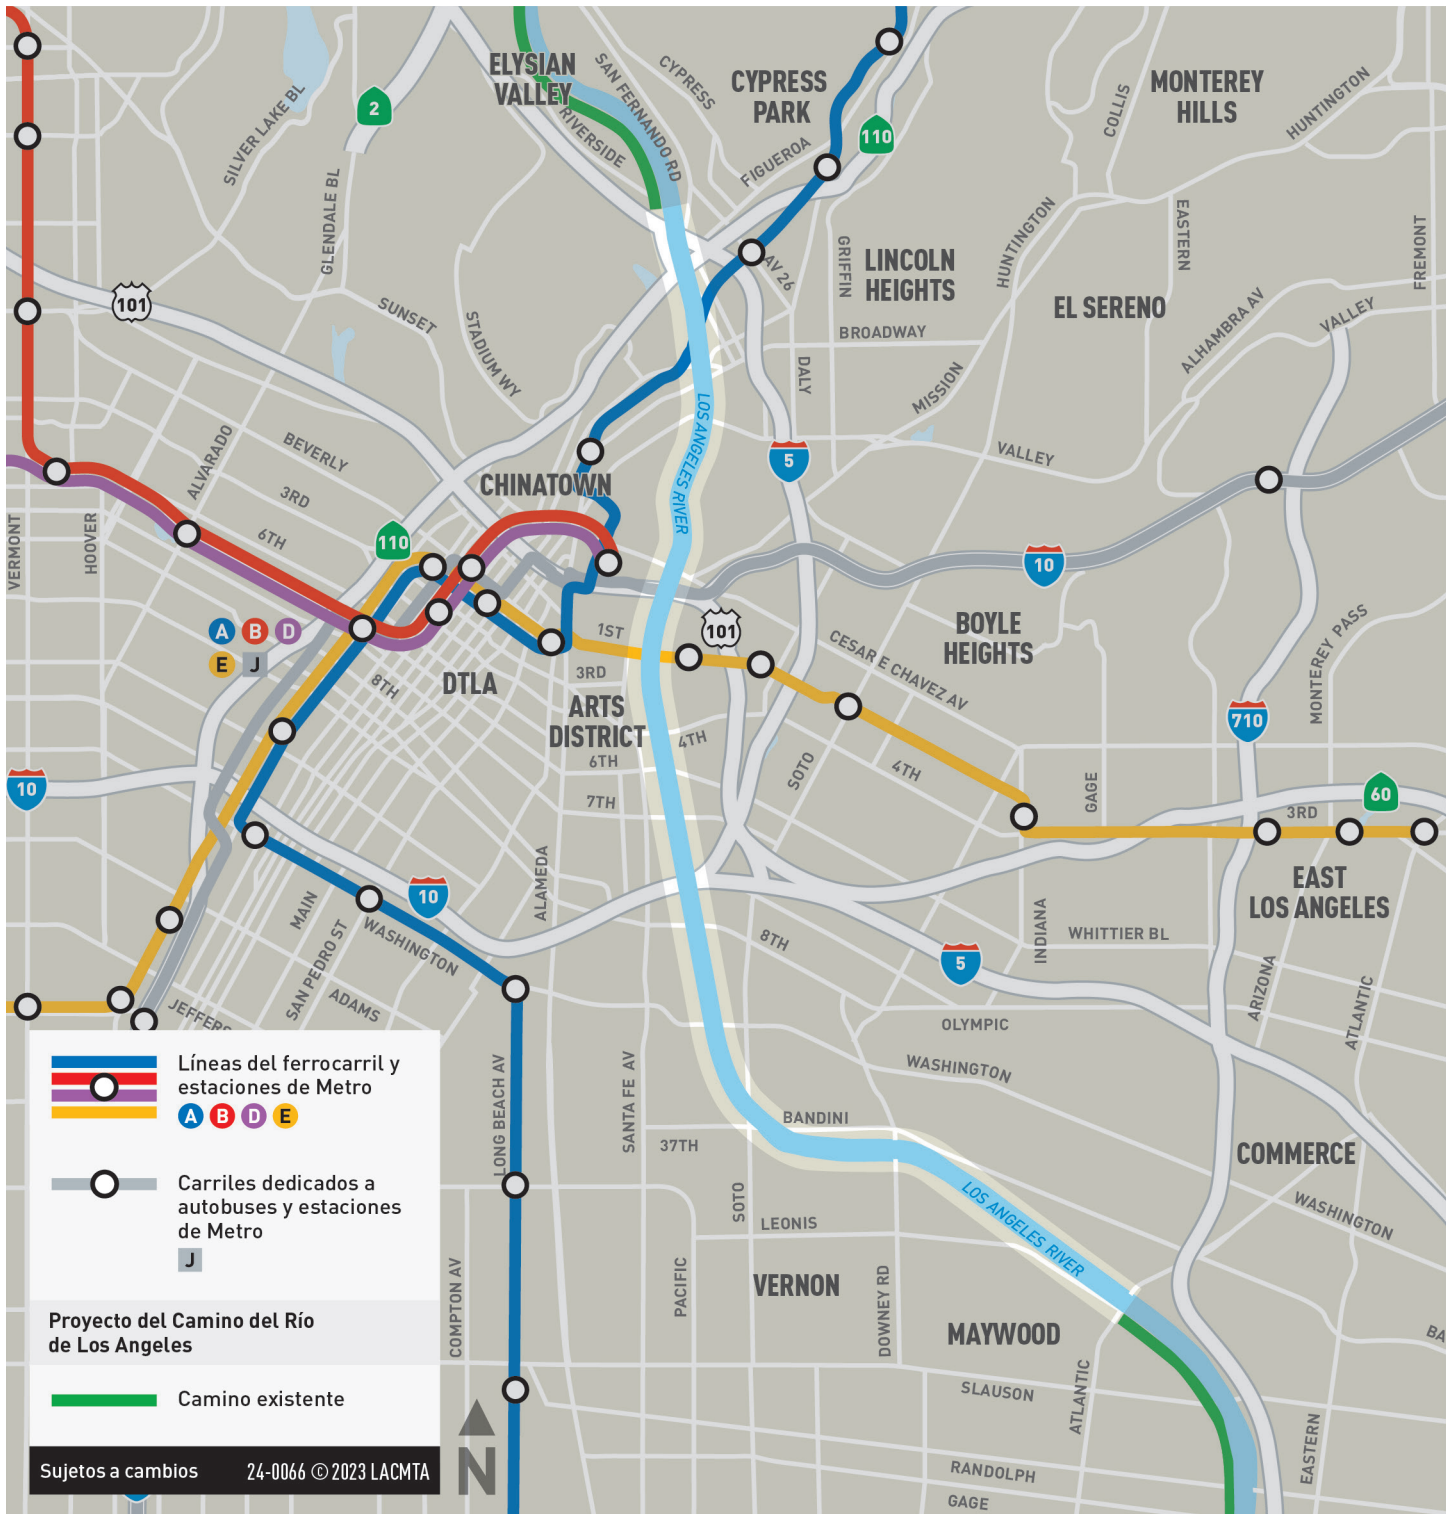 ELYSIAN
VALLEY
SAN FERNANDO RD
CYPRESS
CYPRESS
PARK
MONTEREY
HILLS
COLLIS
HUNTINGTON
2
SILVER LAKE BL
RIVERSIDE
FIGUEROA
110
GLENDALE BL
HUNTINGTON
EASTERN
FREMONT
GRIFFIN
LINCOLN
HEIGHTS
AV 26
101
SUNSET
STADIUM WY
EL SERENO
ALHAMBRA AV
VALLEY
BROADWAY
DALY
MISSION
LOS ANGELES RIVER
ALVARADO
BEVERLY
VALLEY
5
3RD
CHINATOWN
6TH
110
VERMONT
HOOVER
10
A
B
D
E
J
1ST
101
BOYLE
HEIGHTS
CESAR E CHAVEZ AV
MONTEREY PASS
3RD
8TH
DTLA
ARTS
DISTRICT
4TH
710
6TH
SOTO
4TH
GAGE
10
7TH
60
3RD
ALAMEDA
10
EAST
LOS ANGELES
MAIN
WASHINGTON
SAN PEDRO ST
8TH
INDIANA
WHITTIER BL
5
ARIZONA
ATLANTIC
ADAMS
JEFFERS
OLYMPIC
WASHINGTON
LONG BEACH AV
SANTA FE AV
BANDINI
37TH
COMMERCE
SOTO
LEONIS
LOS ANGELES RIVER
WASHINGTON
COMPTON AV
PACIFIC
VERNON
DOWNEY RD
MAYWOOD
BA
SLAUSON
ATLANTIC
EASTERN
RANDOLPH
GAGE
Líneas del ferrocarril y
estaciones de Metro
A B D E
Carriles dedicados a
autobuses y estaciones
de Metro
J
Proyecto del Camino del Río
de Los Angeles
Camino existente
Sujetos a cambios 24-0066 © 2023 LACMTA
N